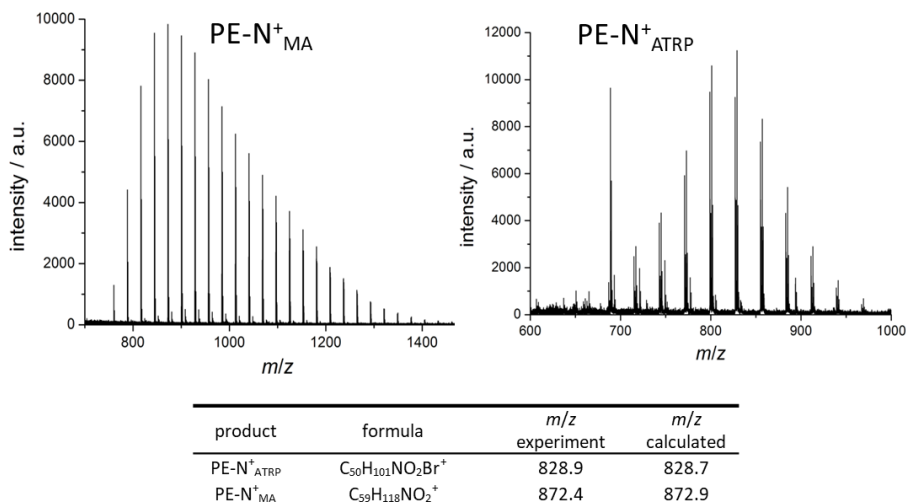 PE-N⁺MA
intensity / a.u.
10000
8000
6000
4000
2000
0
800 1000 1200 1400
m/z
PE-N⁺ATRP
intensity / a.u.
12000
10000
8000
6000
4000
2000
0
600 700 800 900 1000
m/z
product formula m/z experiment m/z calculated
PE-N⁺ATRP C₅₀H₁₀₁NO₂Br⁺ 828.9 828.7
PE-N⁺MA C₅₉H₁₁₈NO₂⁺ 872.4 872.9